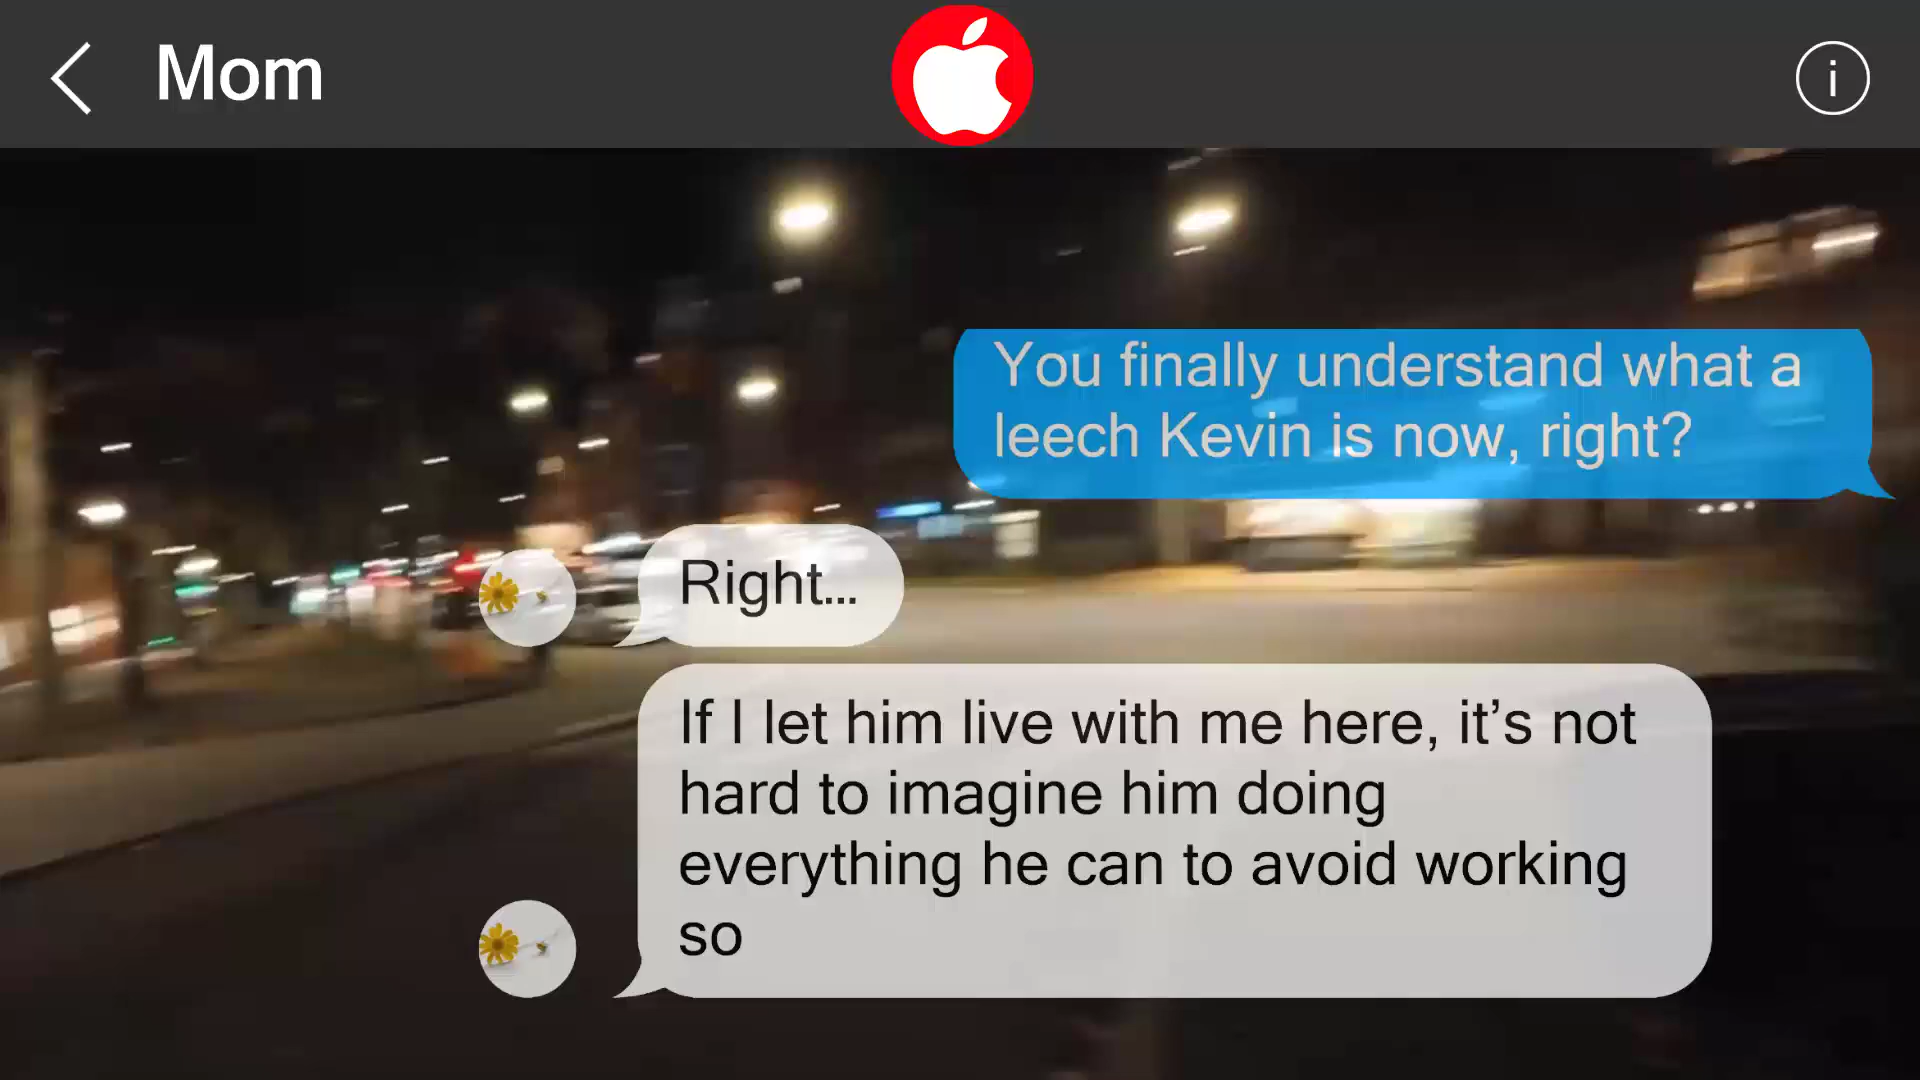 Mom
i
You finally understand what a
leech Kevin is now, right?
Right...
If I let him live with me here, it’s not
hard to imagine him doing
everything he can to avoid working
so